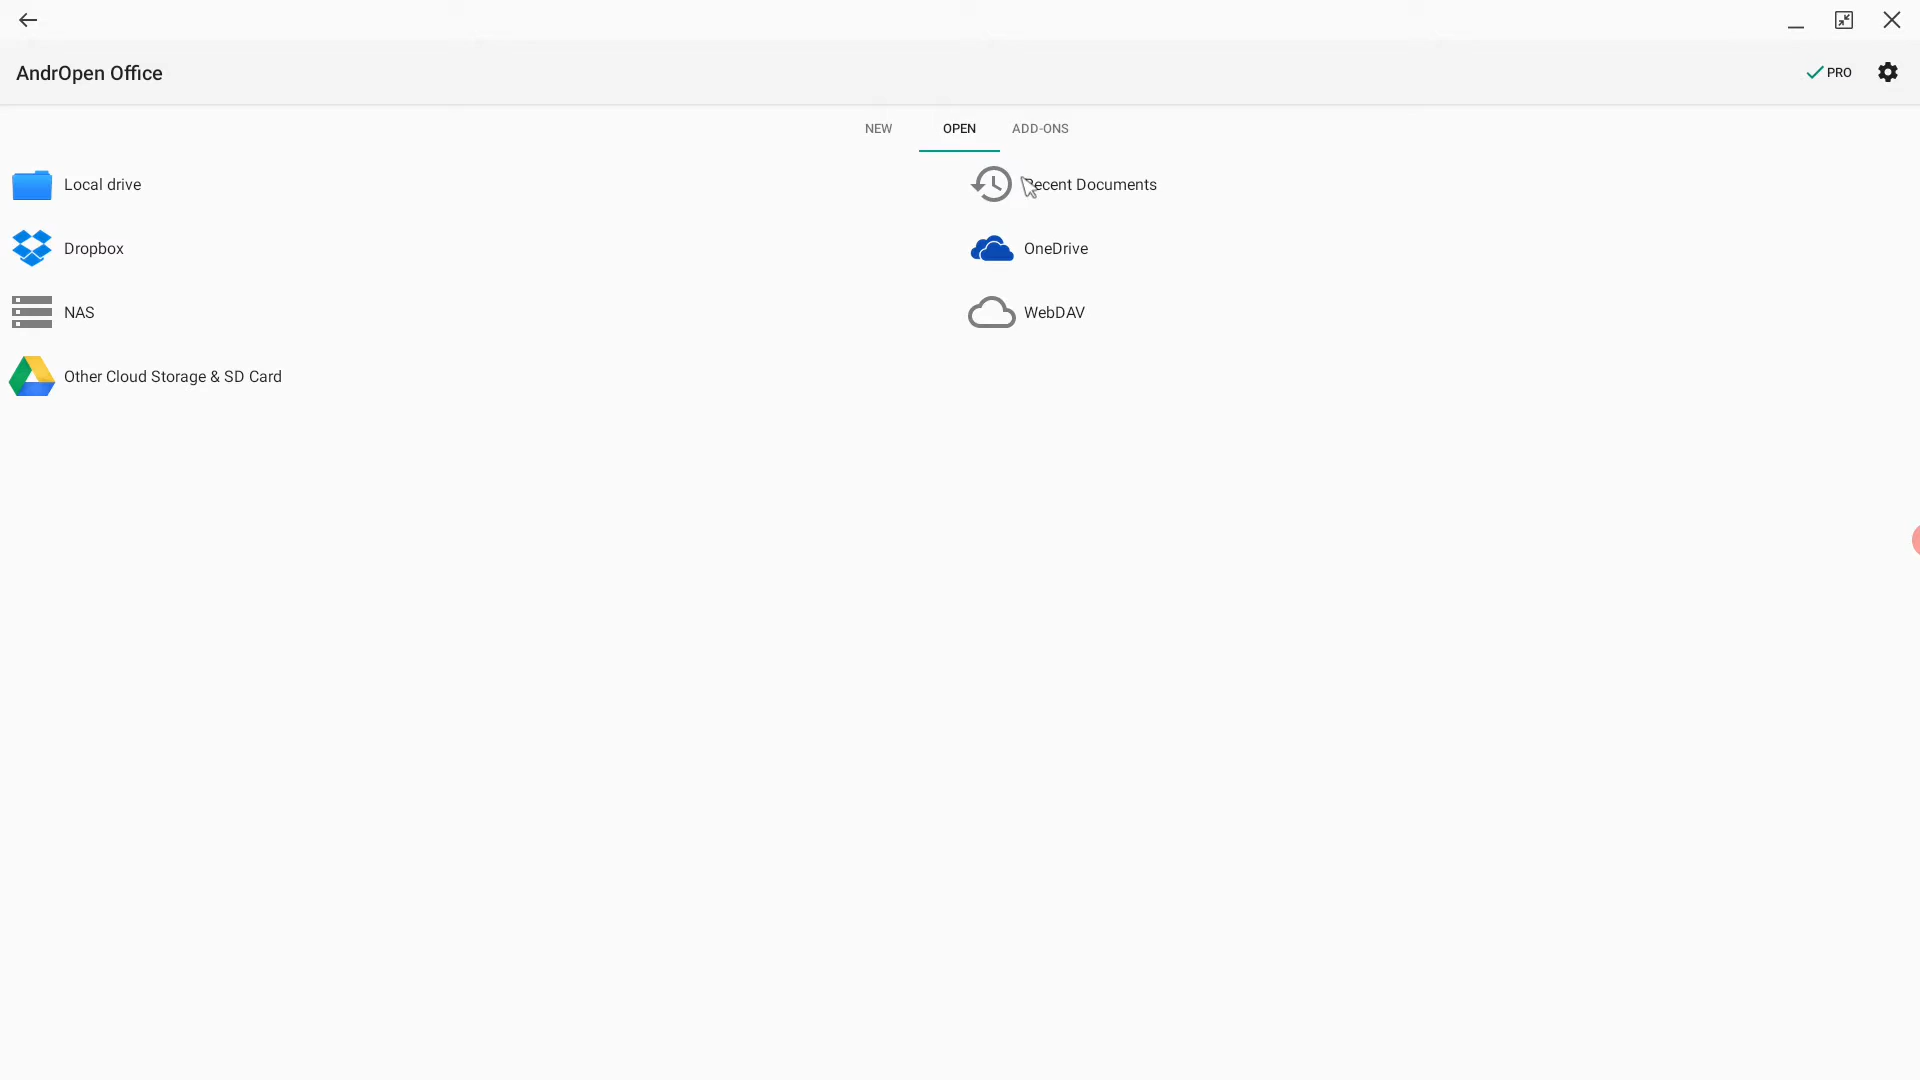 AndrOpen Office
PRO
NEW
OPEN
ADD-ONS
Local drive
Recent Documents
Dropbox
OneDrive
NAS
WebDAV
Other Cloud Storage & SD Card